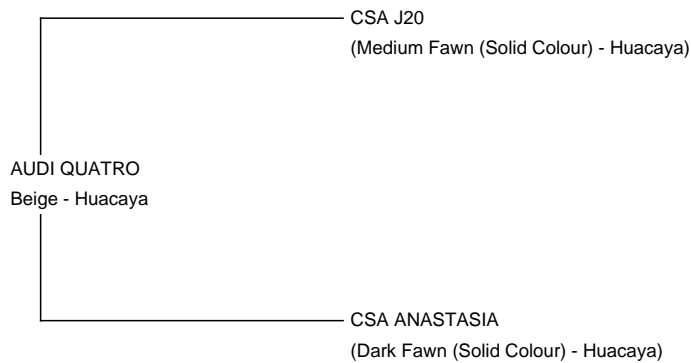 CSA J20
(Medium Fawn (Solid Colour) - Huacaya)
AUDI QUATRO
Beige - Huacaya
CSA ANASTASIA
(Dark Fawn (Solid Colour) - Huacaya)